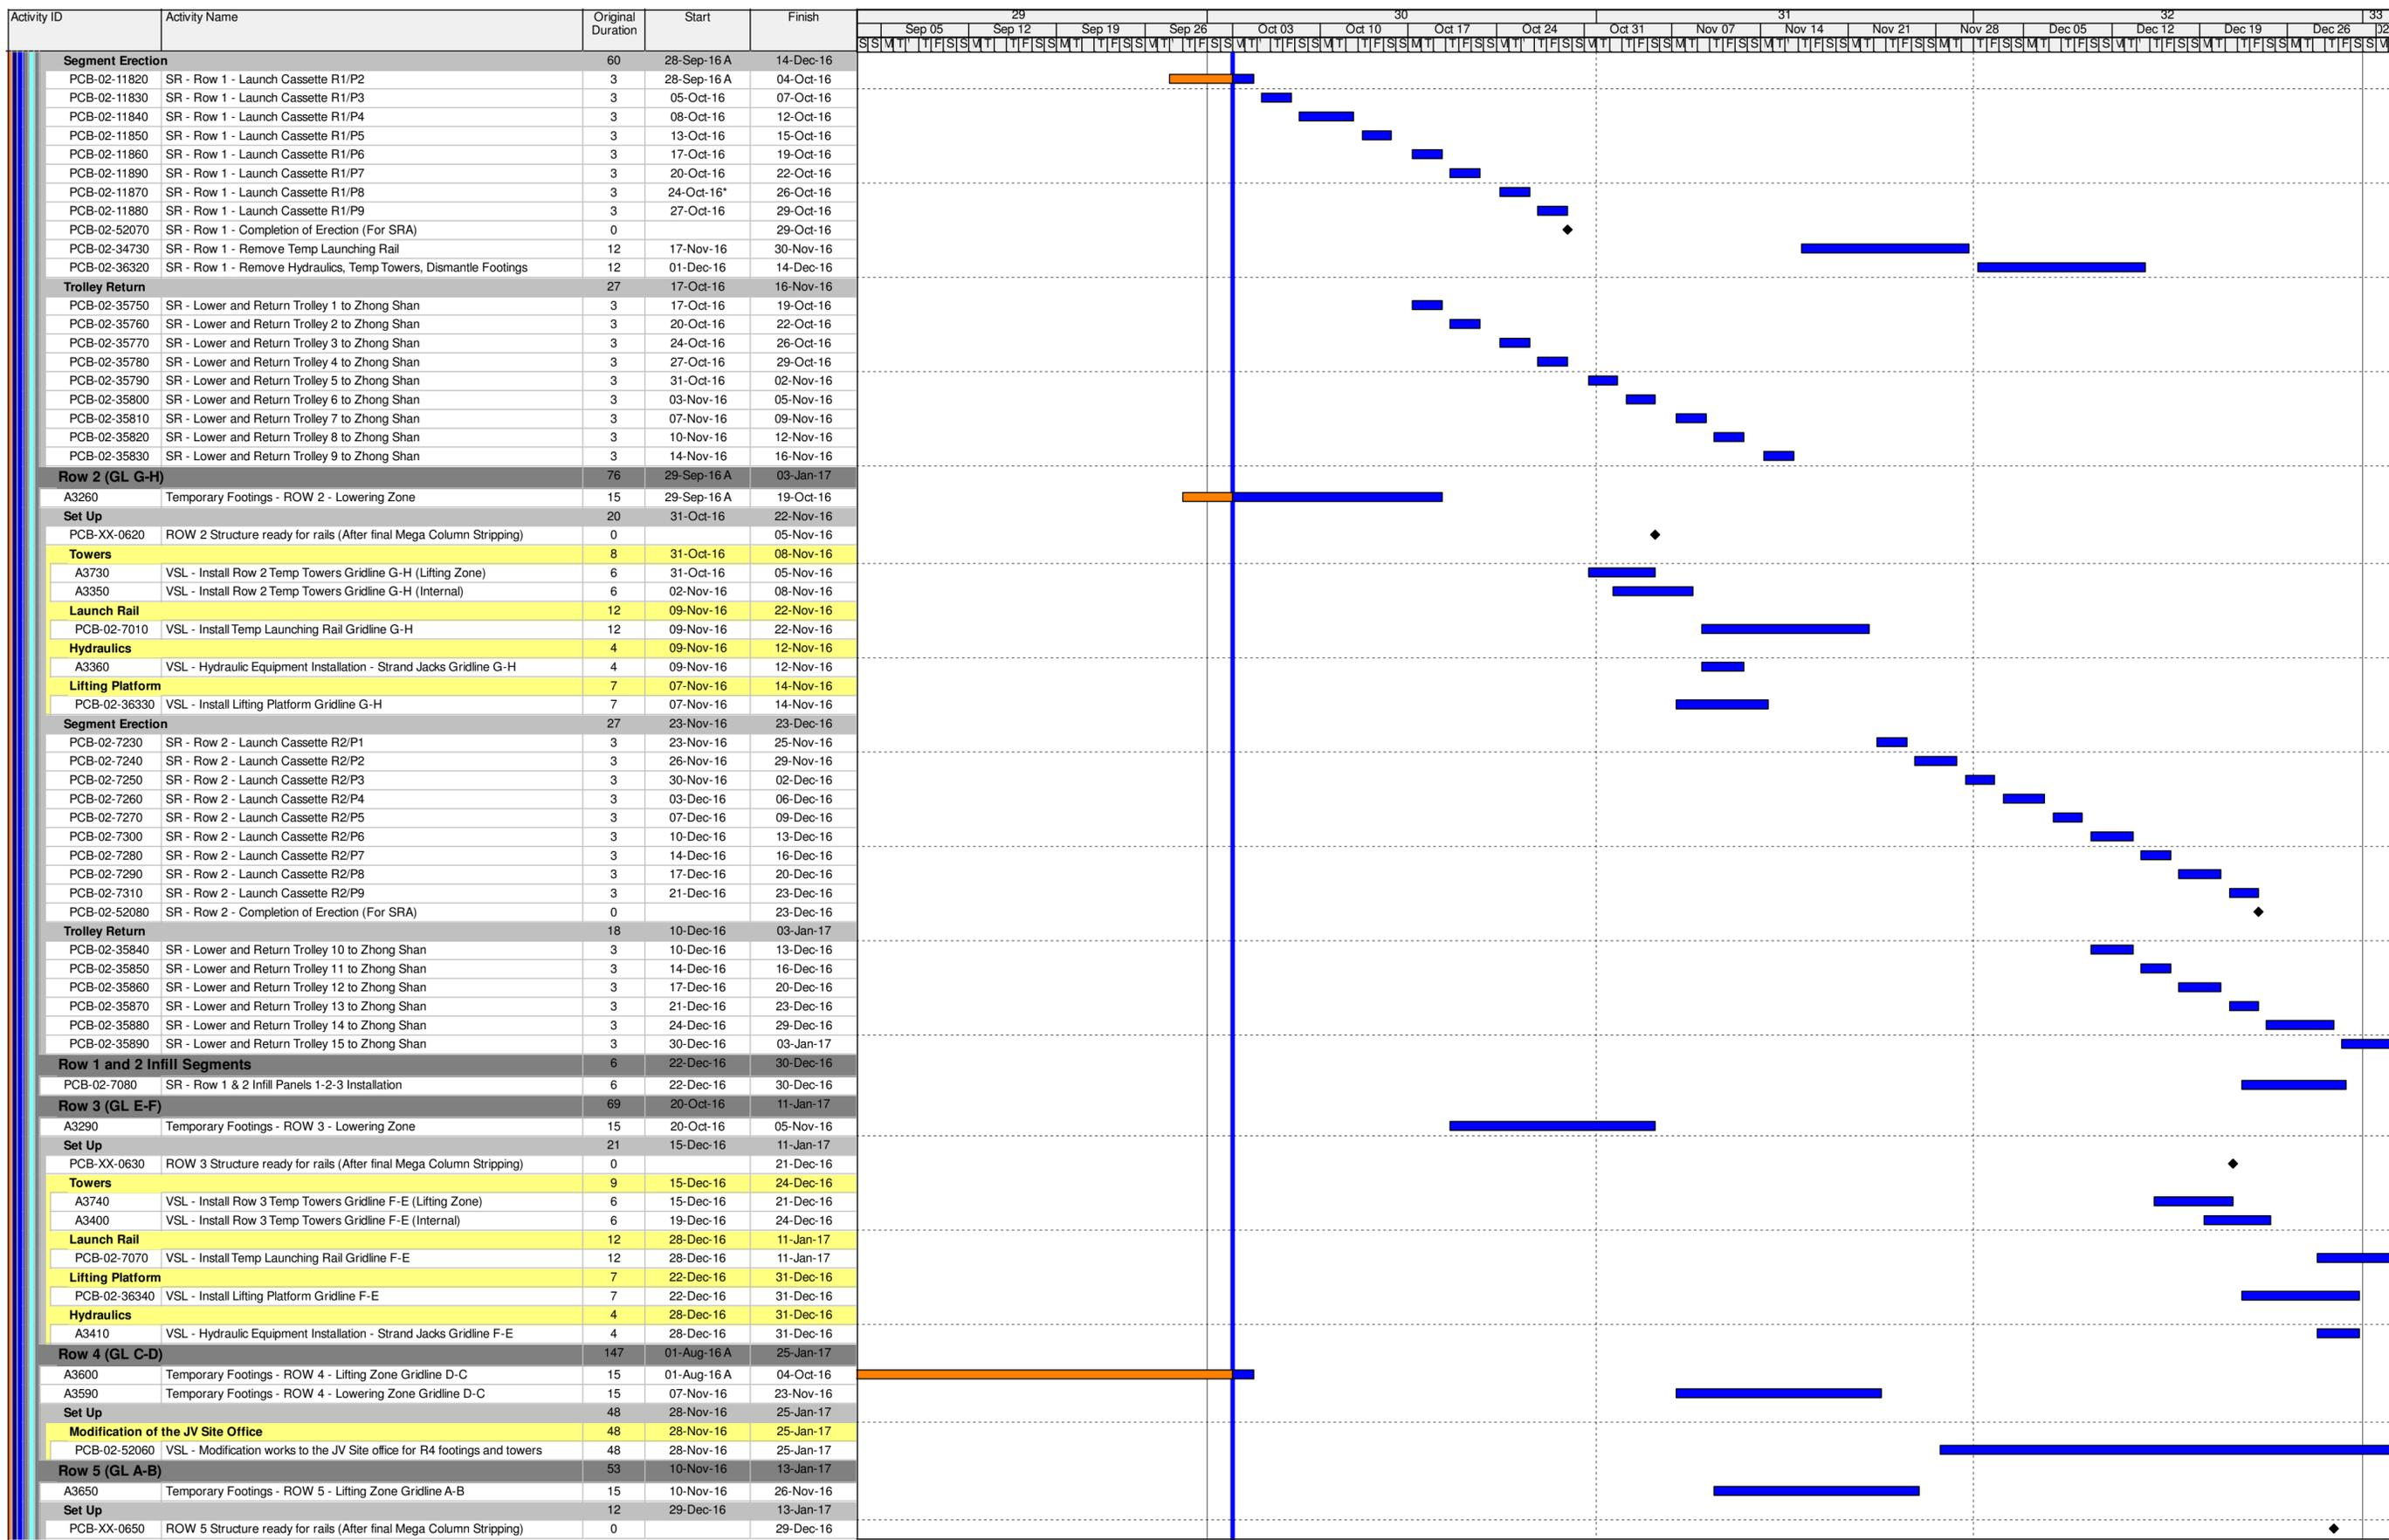 Activity ID Activity Name Original Duration Start Finish
29 30 31 32 33
Sep 05 Sep 12 Sep 19 Sep 26 Oct 03 Oct 10 Oct 17 Oct 24 Oct 31 Nov 07 Nov 14 Nov 21 Nov 28 Dec 05 Dec 12 Dec 19 Dec 26
Segment Erection 60 28-Sep-16 A 14-Dec-16
PCB-02-11820 SR - Row 1 - Launch Cassette R1/P2 3 28-Sep-16 A 04-Oct-16
PCB-02-11830 SR - Row 1 - Launch Cassette R1/P3 3 05-Oct-16 07-Oct-16
PCB-02-11840 SR - Row 1 - Launch Cassette R1/P4 3 08-Oct-16 12-Oct-16
PCB-02-11850 SR - Row 1 - Launch Cassette R1/P5 3 13-Oct-16 15-Oct-16
PCB-02-11860 SR - Row 1 - Launch Cassette R1/P6 3 17-Oct-16 19-Oct-16
PCB-02-11890 SR - Row 1 - Launch Cassette R1/P7 3 20-Oct-16 22-Oct-16
PCB-02-11870 SR - Row 1 - Launch Cassette R1/P8 3 24-Oct-16* 26-Oct-16
PCB-02-11880 SR - Row 1 - Launch Cassette R1/P9 3 27-Oct-16 29-Oct-16
PCB-02-52070 SR - Row 1 - Completion of Erection (For SRA) 0 29-Oct-16
PCB-02-34730 SR - Row 1 - Remove Temp Launching Rail 12 17-Nov-16 30-Nov-16
PCB-02-36320 SR - Row 1 - Remove Hydraulics, Temp Towers, Dismantle Footings 12 01-Dec-16 14-Dec-16
Trolley Return 27 17-Oct-16 16-Nov-16
PCB-02-35750 SR - Lower and Return Trolley 1 to Zhong Shan 3 17-Oct-16 19-Oct-16
PCB-02-35760 SR - Lower and Return Trolley 2 to Zhong Shan 3 20-Oct-16 22-Oct-16
PCB-02-35770 SR - Lower and Return Trolley 3 to Zhong Shan 3 24-Oct-16 26-Oct-16
PCB-02-35780 SR - Lower and Return Trolley 4 to Zhong Shan 3 27-Oct-16 29-Oct-16
PCB-02-35790 SR - Lower and Return Trolley 5 to Zhong Shan 3 31-Oct-16 02-Nov-16
PCB-02-35800 SR - Lower and Return Trolley 6 to Zhong Shan 3 03-Nov-16 05-Nov-16
PCB-02-35810 SR - Lower and Return Trolley 7 to Zhong Shan 3 07-Nov-16 09-Nov-16
PCB-02-35820 SR - Lower and Return Trolley 8 to Zhong Shan 3 10-Nov-16 12-Nov-16
PCB-02-35830 SR - Lower and Return Trolley 9 to Zhong Shan 3 14-Nov-16 16-Nov-16
Row 2 (GL G-H) 76 29-Sep-16 A 03-Jan-17
A3260 Temporary Footings - ROW 2 - Lowering Zone 15 29-Sep-16 A 19-Oct-16
Set Up 20 31-Oct-16 22-Nov-16
PCB-XX-0620 ROW 2 Structure ready for rails (After final Mega Column Stripping) 0 05-Nov-16
Towers 8 31-Oct-16 08-Nov-16
A3730 VSL - Install Row 2 Temp Towers Gridline G-H (Lifting Zone) 6 31-Oct-16 05-Nov-16
A3350 VSL - Install Row 2 Temp Towers Gridline G-H (Internal) 6 02-Nov-16 08-Nov-16
Launch Rail 12 09-Nov-16 22-Nov-16
PCB-02-7010 VSL - Install Temp Launching Rail Gridline G-H 12 09-Nov-16 22-Nov-16
Hydraulics 4 09-Nov-16 12-Nov-16
A3360 VSL - Hydraulic Equipment Installation - Strand Jacks Gridline G-H 4 09-Nov-16 12-Nov-16
Lifting Platform 7 07-Nov-16 14-Nov-16
PCB-02-36330 VSL - Install Lifting Platform Gridline G-H 7 07-Nov-16 14-Nov-16
Segment Erection 27 23-Nov-16 23-Dec-16
PCB-02-7230 SR - Row 2 - Launch Cassette R2/P1 3 23-Nov-16 25-Nov-16
PCB-02-7240 SR - Row 2 - Launch Cassette R2/P2 3 26-Nov-16 29-Nov-16
PCB-02-7250 SR - Row 2 - Launch Cassette R2/P3 3 30-Nov-16 02-Dec-16
PCB-02-7260 SR - Row 2 - Launch Cassette R2/P4 3 03-Dec-16 06-Dec-16
PCB-02-7270 SR - Row 2 - Launch Cassette R2/P5 3 07-Dec-16 09-Dec-16
PCB-02-7300 SR - Row 2 - Launch Cassette R2/P6 3 10-Dec-16 13-Dec-16
PCB-02-7280 SR - Row 2 - Launch Cassette R2/P7 3 14-Dec-16 16-Dec-16
PCB-02-7290 SR - Row 2 - Launch Cassette R2/P8 3 17-Dec-16 20-Dec-16
PCB-02-7310 SR - Row 2 - Launch Cassette R2/P9 3 21-Dec-16 23-Dec-16
PCB-02-52080 SR - Row 2 - Completion of Erection (For SRA) 0 23-Dec-16
Trolley Return 18 10-Dec-16 03-Jan-17
PCB-02-35840 SR - Lower and Return Trolley 10 to Zhong Shan 3 10-Dec-16 13-Dec-16
PCB-02-35850 SR - Lower and Return Trolley 11 to Zhong Shan 3 14-Dec-16 16-Dec-16
PCB-02-35860 SR - Lower and Return Trolley 12 to Zhong Shan 3 17-Dec-16 20-Dec-16
PCB-02-35870 SR - Lower and Return Trolley 13 to Zhong Shan 3 21-Dec-16 23-Dec-16
PCB-02-35880 SR - Lower and Return Trolley 14 to Zhong Shan 3 24-Dec-16 29-Dec-16
PCB-02-35890 SR - Lower and Return Trolley 15 to Zhong Shan 3 30-Dec-16 03-Jan-17
Row 1 and 2 Infill Segments 6 22-Dec-16 30-Dec-16
PCB-02-7080 SR - Row 1 & 2 Infill Panels 1-2-3 Installation 6 22-Dec-16 30-Dec-16
Row 3 (GL E-F) 69 20-Oct-16 11-Jan-17
A3290 Temporary Footings - ROW 3 - Lowering Zone 15 20-Oct-16 05-Nov-16
Set Up 21 15-Dec-16 11-Jan-17
PCB-XX-0630 ROW 3 Structure ready for rails (After final Mega Column Stripping) 0 21-Dec-16
Towers 9 15-Dec-16 24-Dec-16
A3740 VSL - Install Row 3 Temp Towers Gridline F-E (Lifting Zone) 6 15-Dec-16 21-Dec-16
A3400 VSL - Install Row 3 Temp Towers Gridline F-E (Internal) 6 19-Dec-16 24-Dec-16
Launch Rail 12 28-Dec-16 11-Jan-17
PCB-02-7070 VSL - Install Temp Launching Rail Gridline F-E 12 28-Dec-16 11-Jan-17
Lifting Platform 7 22-Dec-16 31-Dec-16
PCB-02-36340 VSL - Install Lifting Platform Gridline F-E 7 22-Dec-16 31-Dec-16
Hydraulics 4 28-Dec-16 31-Dec-16
A3410 VSL - Hydraulic Equipment Installation - Strand Jacks Gridline F-E 4 28-Dec-16 31-Dec-16
Row 4 (GL C-D) 147 01-Aug-16 A 25-Jan-17
A3600 Temporary Footings - ROW 4 - Lifting Zone Gridline D-C 15 01-Aug-16 A 04-Oct-16
A3590 Temporary Footings - ROW 4 - Lowering Zone Gridline D-C 15 07-Nov-16 23-Nov-16
Set Up 48 28-Nov-16 25-Jan-17
Modification of the JV Site Office 48 28-Nov-16 25-Jan-17
PCB-02-52060 VSL - Modification works to the JV Site office for R4 footings and towers 48 28-Nov-16 25-Jan-17
Row 5 (GL A-B) 53 10-Nov-16 13-Jan-17
A3650 Temporary Footings - ROW 5 - Lifting Zone Gridline A-B 15 10-Nov-16 26-Nov-16
Set Up 12 29-Dec-16 13-Jan-17
PCB-XX-0650 ROW 5 Structure ready for rails (After final Mega Column Stripping) 0 29-Dec-16